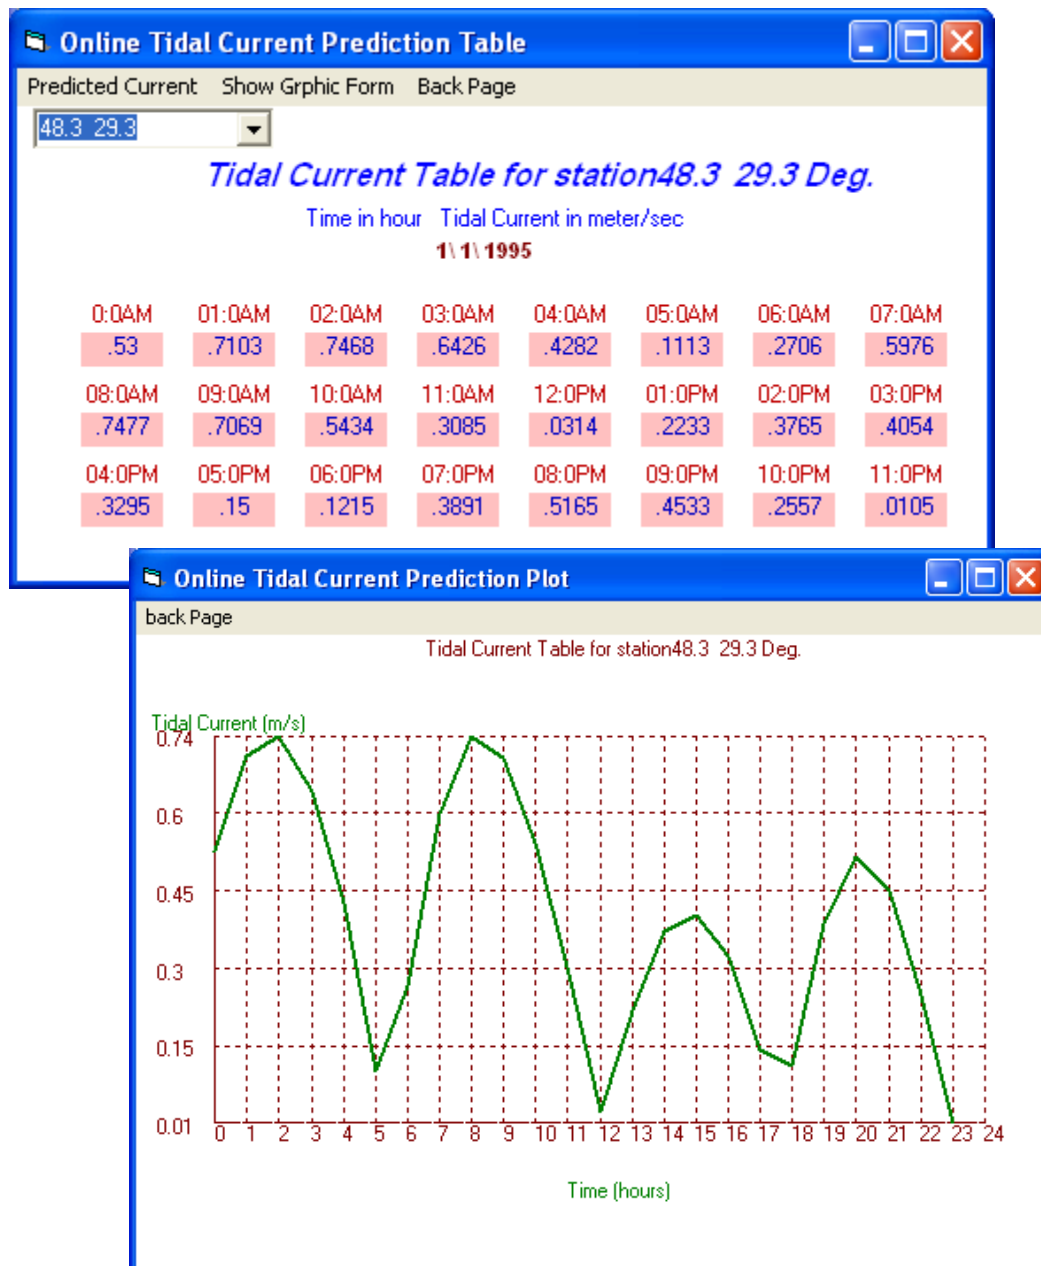 Online Tidal Current Prediction Table
Predicted Current Show Grphic Form Back Page
48.3 29.3
Tidal Current Table for station48.3 29.3 Deg.
Time in hour Tidal Current in meter/sec
1\ 1\ 1995
0:0AM 01:0AM 02:0AM 03:0AM 04:0AM 05:0AM 06:0AM 07:0AM
.53 .7103 .7468 .6426 .4282 .1113 .2706 .5976
08:0AM 09:0AM 10:0AM 11:0AM 12:0PM 01:0PM 02:0PM 03:0PM
.7477 .7069 .5434 .3085 .0314 .2233 .3765 .4054
04:0PM 05:0PM 06:0PM 07:0PM 08:0PM 09:0PM 10:0PM 11:0PM
.3295 .15 .1215 .3891 .5165 .4533 .2557 .0105
Online Tidal Current Prediction Plot
back Page
Tidal Current Table for station48.3 29.3 Deg.
Tidal Current (m/s)
0.74
0.6
0.45
0.3
0.15
0.01
0 1 2 3 4 5 6 7 8 9 10 11 12 13 14 15 16 17 18 19 20 21 22 23 24
Time (hours)